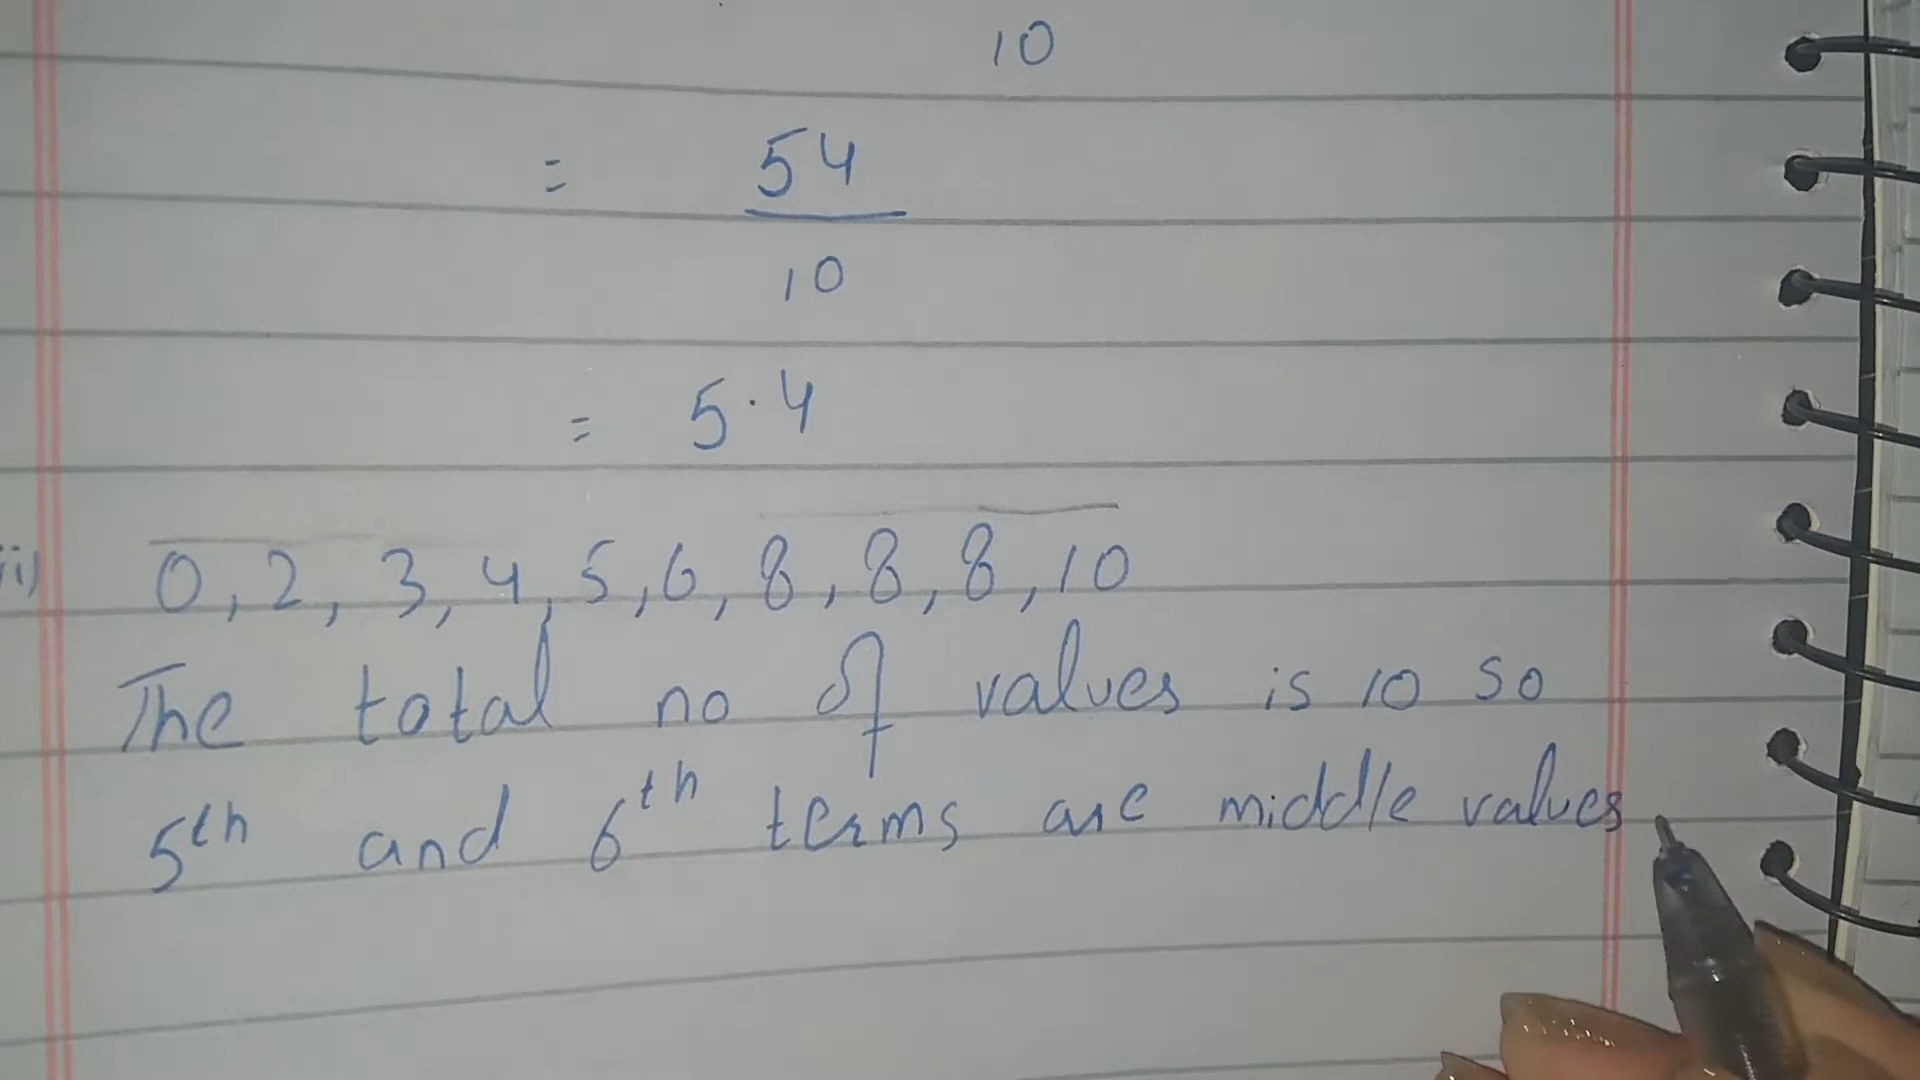 10
= 54
10
= 5.4
ii) 0, 2, 3, 4, 5, 6, 8, 8, 8, 10
The total no of values is 10 so
5th and 6th terms are middle values